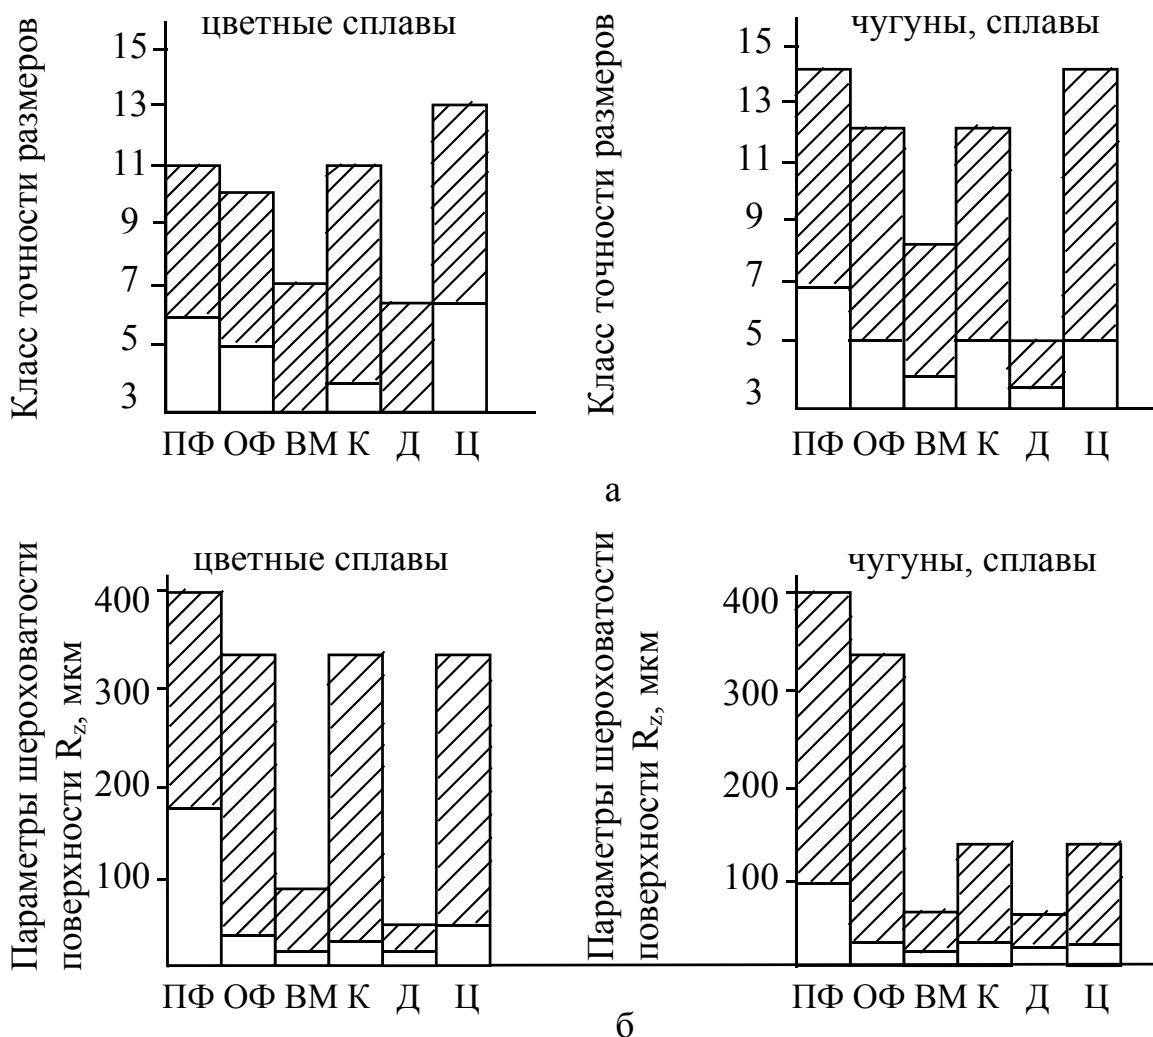 цветные сплавы
Класс точности размеров
15
13
11
9
7
5
3
ПФ ОФ ВМ К Д Ц
чугуны, сплавы
Класс точности размеров
15
13
11
9
7
5
3
ПФ ОФ ВМ К Д Ц
а
цветные сплавы
Параметры шероховатости
поверхности Rz, мкм
400
300
200
100
ПФ ОФ ВМ К Д Ц
чугуны, сплавы
Параметры шероховатости
поверхности Rz, мкм
400
300
200
100
ПФ ОФ ВМ К Д Ц
б